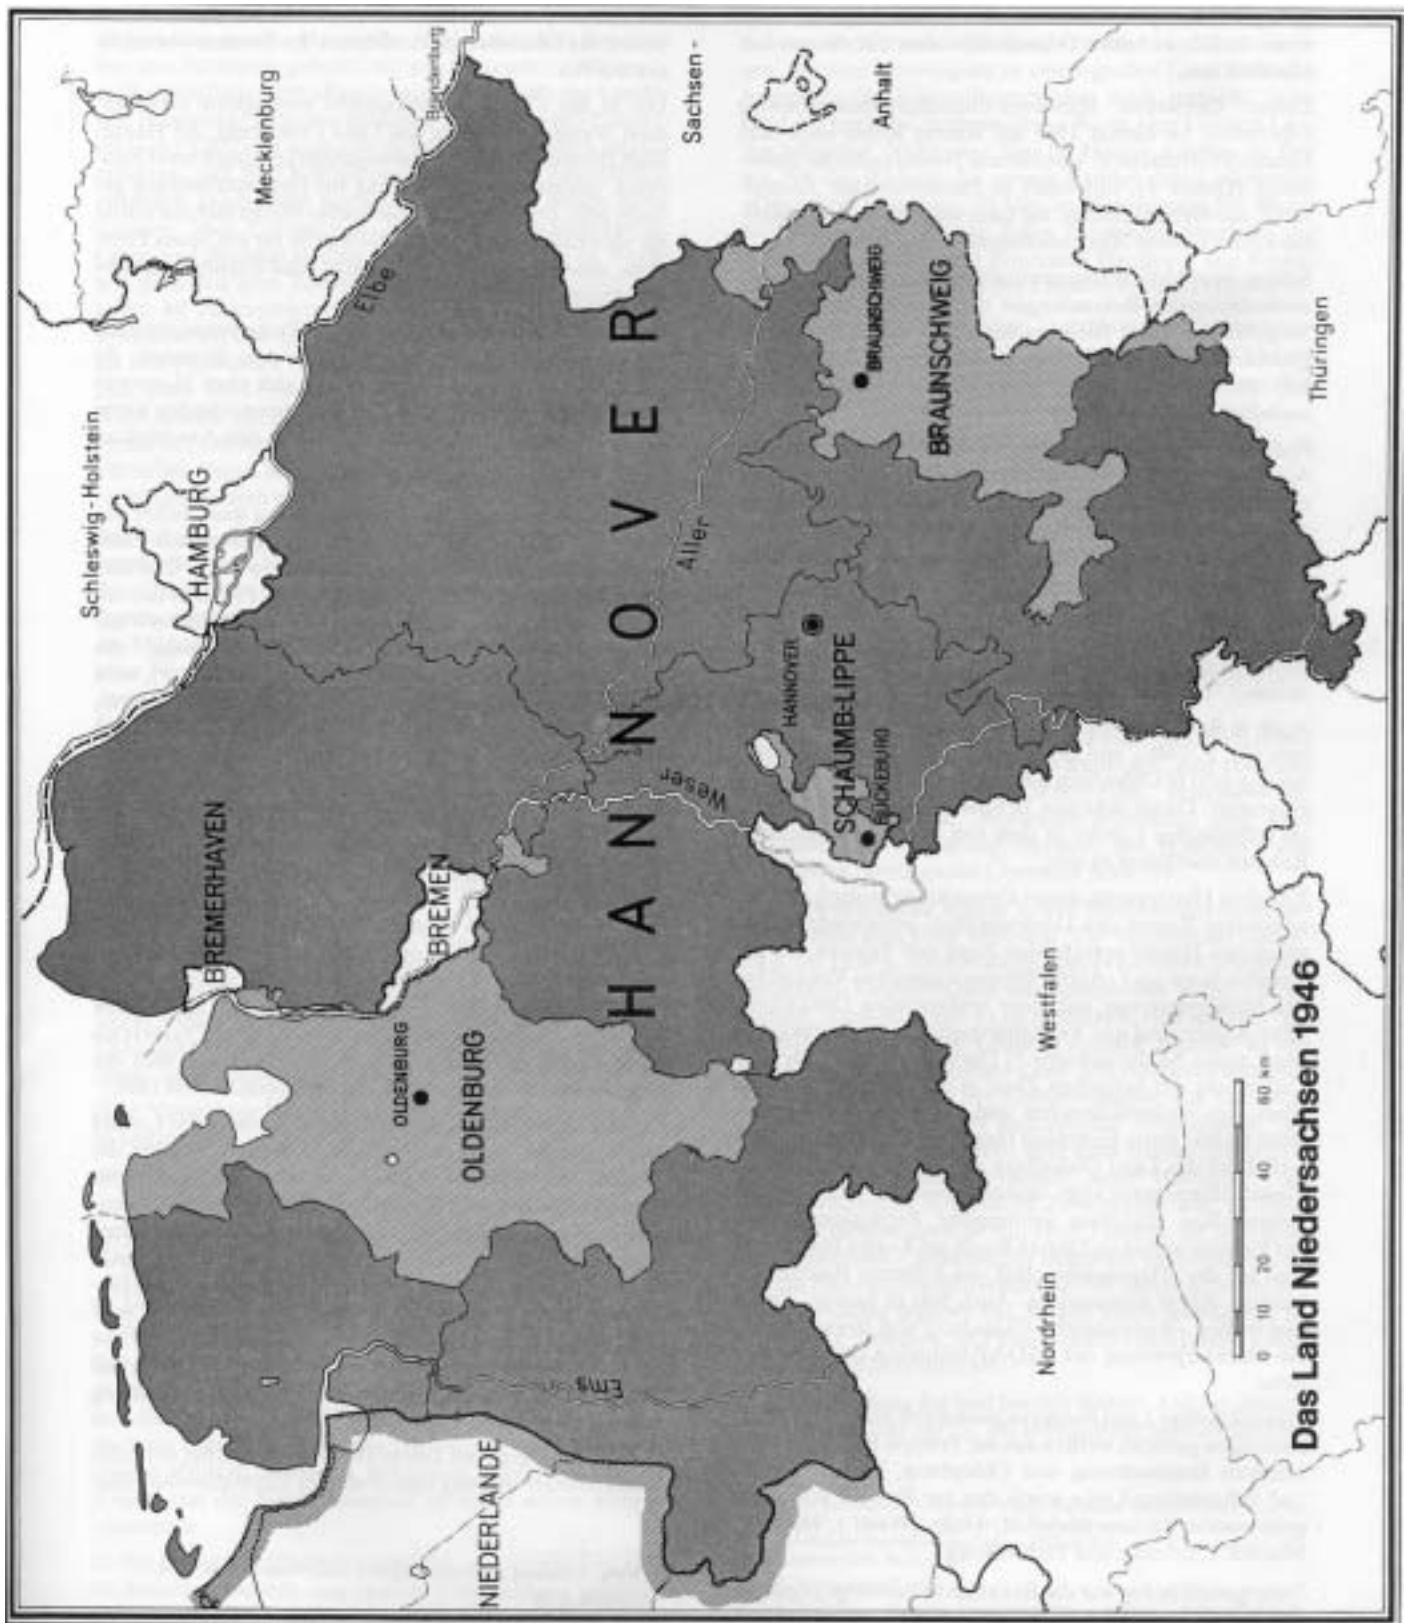 Schleswig-Holstein
Mecklenburg
Brandenburg
HAMBURG
Elbe
BREMERHAVEN
Sachsen-
Anhalt
NIEDERLANDE
OLDENBURG
OLDENBURG
BREMEN
Ems
HANNOVER
Weser
Aller
HANNOVER
SCHAUMB-LIPPE
BÜCKEBURG
BRAUNSCHWEIG
BRAUNSCHWEIG
Nordrhein
Westfalen
Thüringen
0 10 20 40 60 km
Das Land Niedersachsen 1946